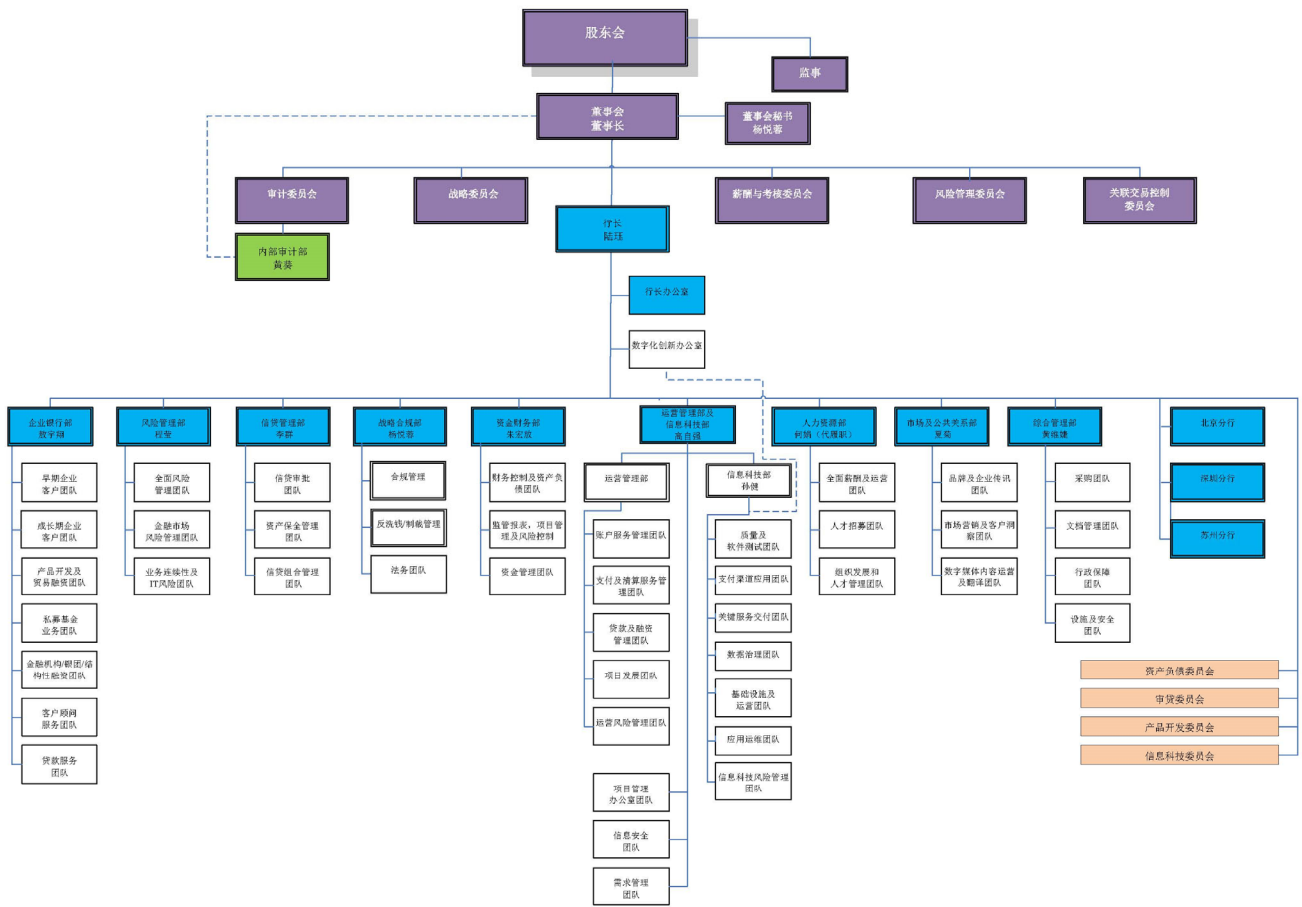 股东会
监事
董事会
董事长
董事会秘书
杨悦蓉
审计委员会
战略委员会
薪酬与考核委员会
风险管理委员会
关联交易控制
委员会
行长
陆珏
内部审计部
黄葵
行长办公室
数字化创新办公室
企业银行部
敖宇翔
风险管理部
程莹
信贷管理部
李群
战略合规部
杨悦蓉
资金财务部
朱宏放
运营管理部及
信息科技部
高自强
人力资源部
何娟（代履职）
市场及公共关系部
夏菊
综合管理部
黄维婕
北京分行
深圳分行
苏州分行
早期企业
客户团队
成长期企业
客户团队
产品开发及
贸易融资团队
私募基金
业务团队
金融机构/银团/结
构性融资团队
客户顾问
服务团队
贷款服务
团队
全面风险
管理团队
金融市场
风险管理团队
业务连续性及
IT风险团队
信贷审批
团队
资产保全管理
团队
信贷组合管理
团队
合规管理
反洗钱/制裁管理
法务团队
财务控制及资产负
债团队
监管报表，项目管
理及风险控制
资金管理团队
运营管理部
账户服务管理团队
支付及清算服务管
理团队
贷款及融资
管理团队
项目发展团队
运营风险管理团队
项目管理
办公室团队
信息安全
团队
需求管理
团队
信息科技部
孙健
质量及
软件测试团队
支付渠道应用团队
关键服务交付团队
数据治理团队
基础设施及
运营团队
应用运维团队
信息科技风险管理
团队
全面薪酬及运营
团队
人才招募团队
组织发展和
人才管理团队
品牌及企业传讯
团队
市场营销及客户洞
察团队
数字媒体内容运营
及翻译团队
采购团队
文档管理团队
行政保障
团队
设施及安全
团队
资产负债委员会
审贷委员会
产品开发委员会
信息科技委员会